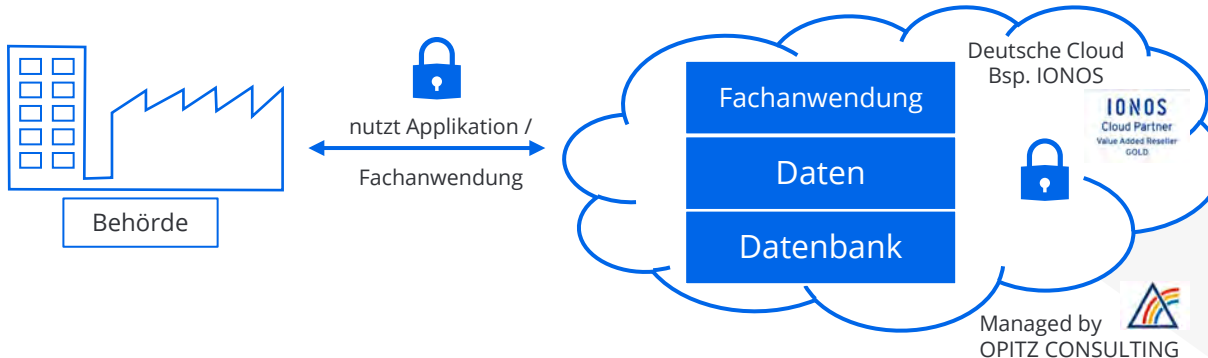 Behörde
nutzt Applikation /
Fachanwendung
Fachanwendung
Daten
Datenbank
Deutsche Cloud
Bsp. IONOS
IONOS
Cloud Partner
Value Added Reseller
GOLD
Managed by
OPITZ CONSULTING